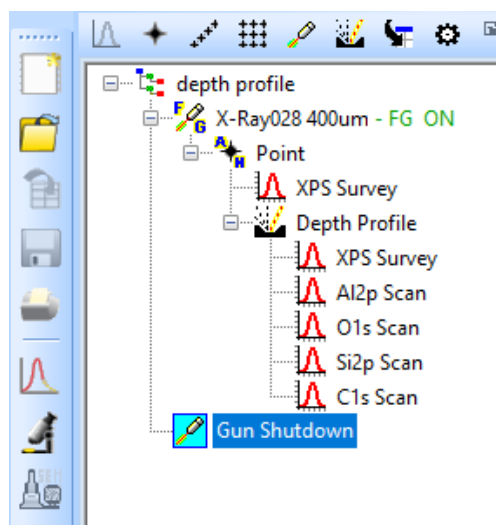 depth profile
F G X-Ray028 400um - FG ON
A H Point
XPS Survey
Depth Profile
XPS Survey
Al2p Scan
O1s Scan
Si2p Scan
C1s Scan
Gun Shutdown